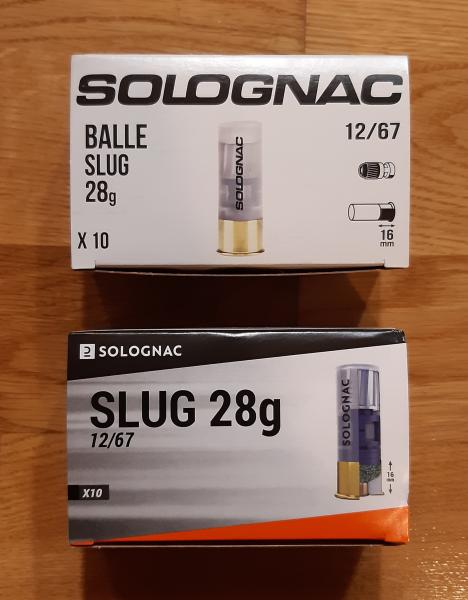 SOLOGNAC
BALLE
SLUG
28g
12/67
SOLOGNAC
X 10
16
mm
SOLOGNAC
SLUG 28g
12/67
SOLOGNAC
16
mm
X10